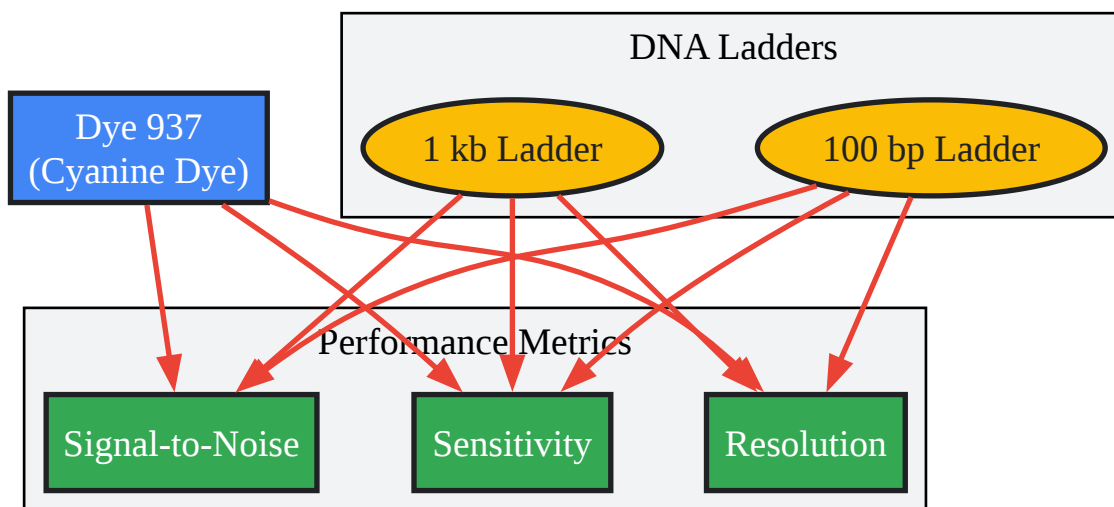 DNA Ladders
Dye 937
(Cyanine Dye)
1 kb Ladder
100 bp Ladder
Performance Metrics
Signal-to-Noise
Sensitivity
Resolution